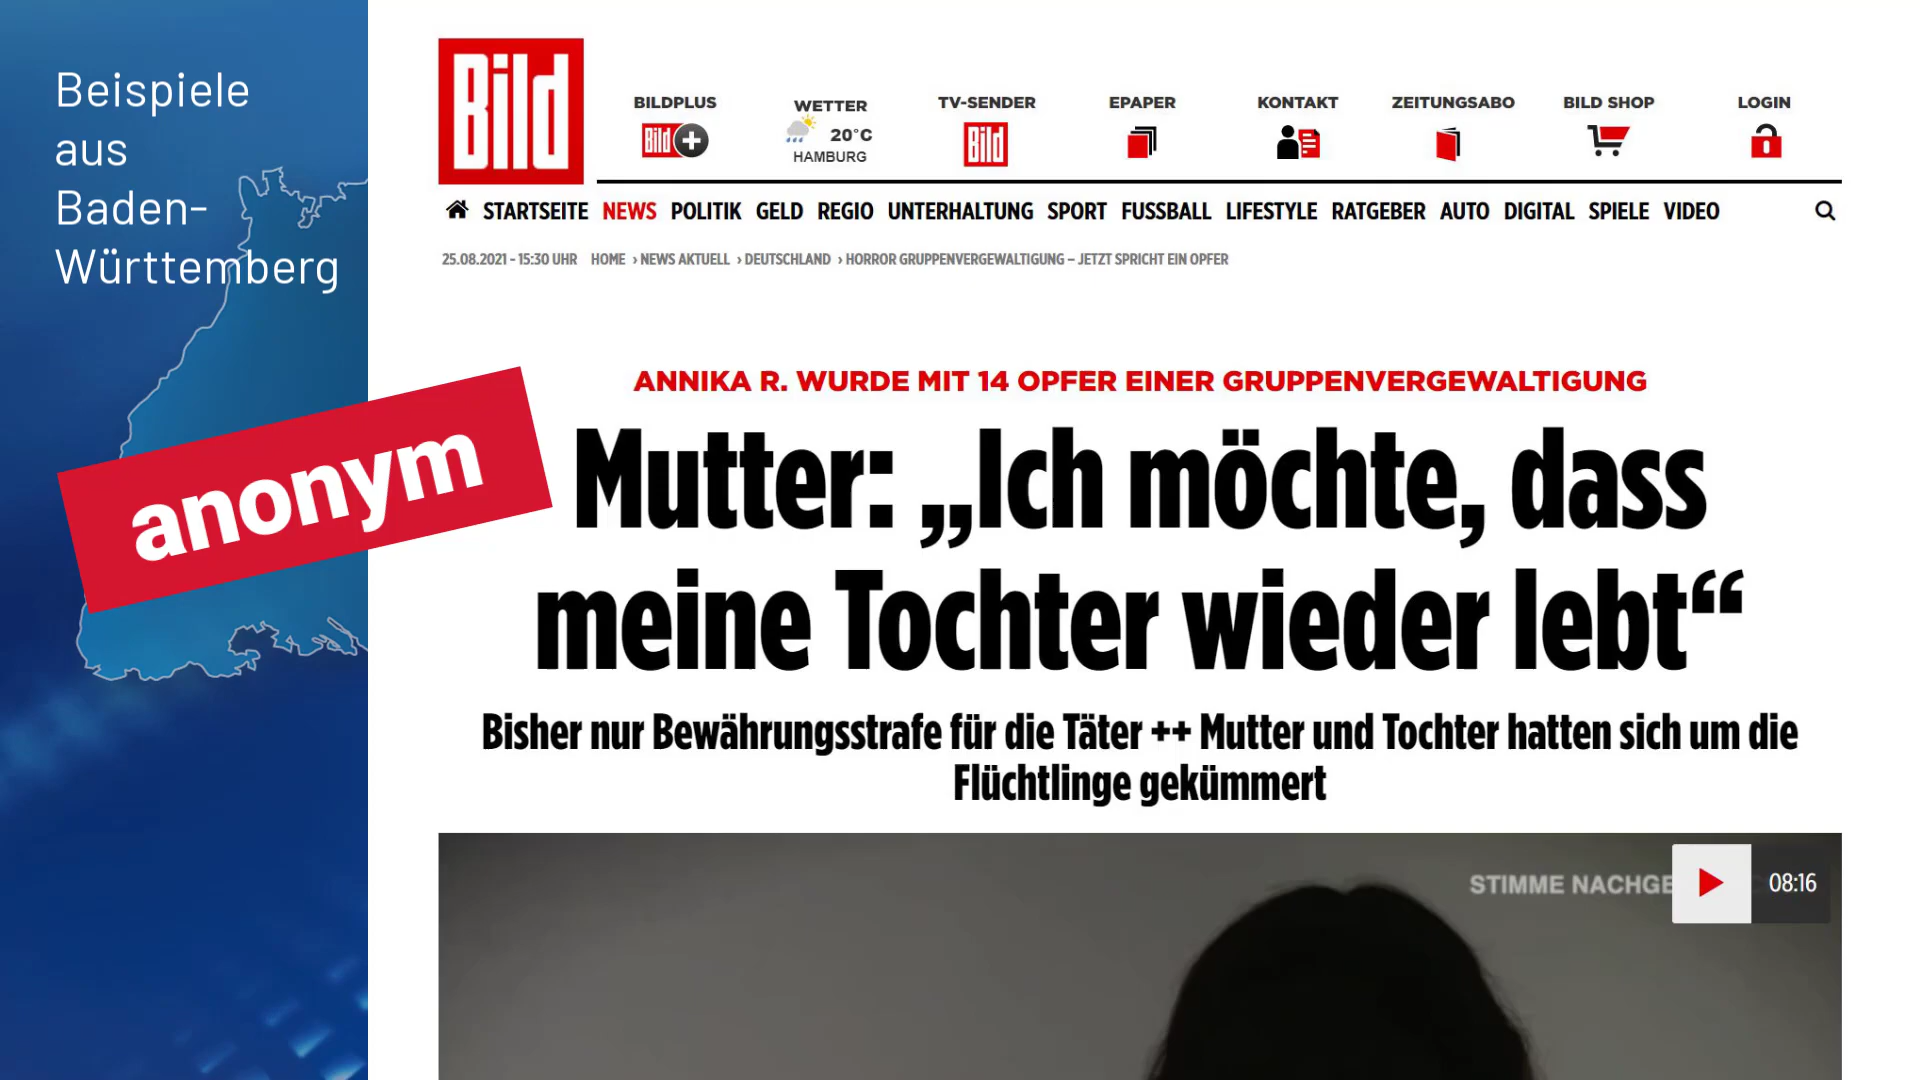 Beispiele
aus
Baden-
Württemberg
anonym
Bild
BILDPLUS
Bild
WETTER
20°C
HAMBURG
TV-SENDER
Bild
EPAPER
KONTAKT
ZEITUNGSABO
BILD SHOP
LOGIN
STARTSEITE NEWS POLITIK GELD REGIO UNTERHALTUNG SPORT FUSSBALL LIFESTYLE RATGEBER AUTO DIGITAL SPIELE VIDEO
25.08.2021 - 15:30 UHR HOME › NEWS AKTUELL › DEUTSCHLAND › HORROR GRUPPENVERGEWALTIGUNG – JETZT SPRICHT EIN OPFER
ANNIKA R. WURDE MIT 14 OPFER EINER GRUPPENVERGEWALTIGUNG
Mutter: „Ich möchte, dass
meine Tochter wieder lebt“
Bisher nur Bewährungsstrafe für die Täter ++ Mutter und Tochter hatten sich um die
Flüchtlinge gekümmert
STIMME 08:16